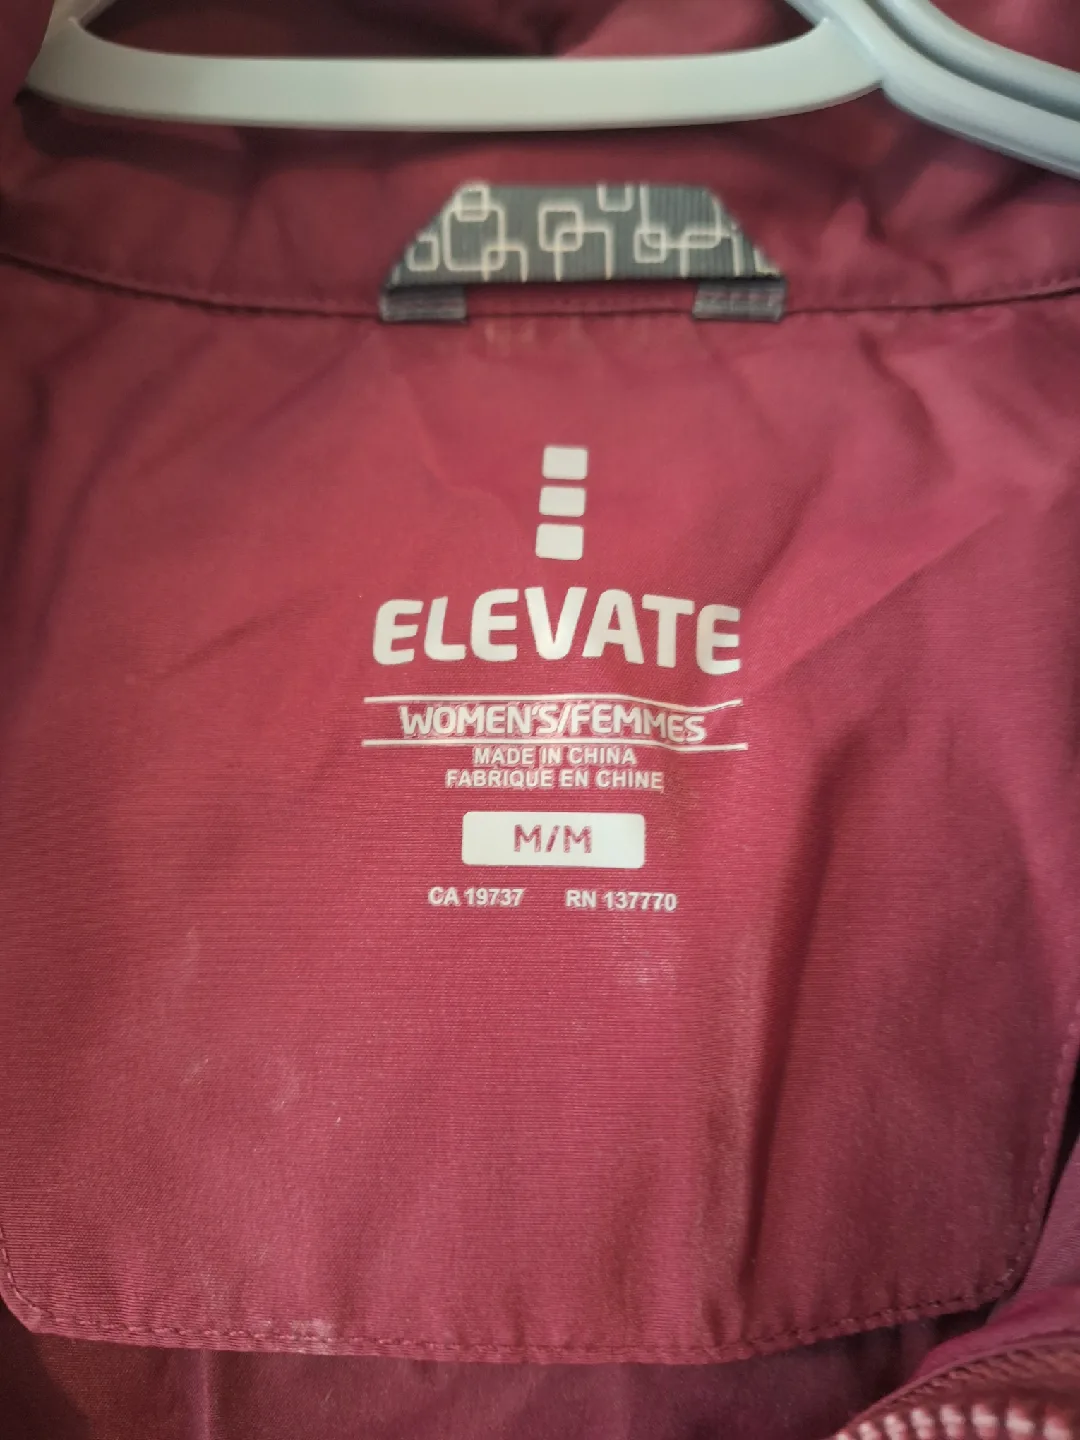 ELEVATE
WOMEN'S/FEMMES
MADE IN CHINA
FABRIQUE EN CHINE
M/M
CA 19737 RN 137770